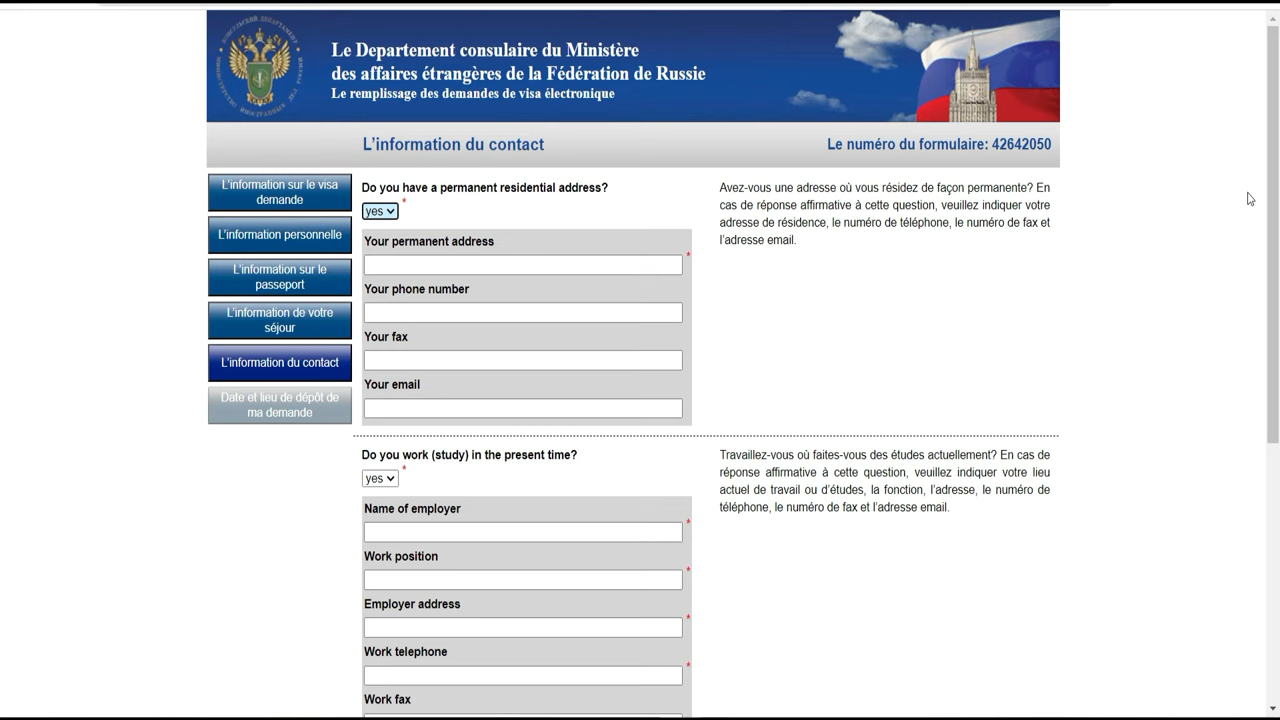 Le Departement consulaire du Ministère
des affaires étrangères de la Fédération de Russie
Le remplissage des demandes de visa électronique
L'information du contact
Le numéro du formulaire: 42642050
L'information sur le visa
demande
L'information personnelle
L'information sur le
passeport
L'information de votre
séjour
L'information du contact
Date et lieu de dépôt de
ma demande
Do you have a permanent residential address?
*
yes
Your permanent address
*
Your phone number
Your fax
Your email
Avez-vous une adresse où vous résidez de façon permanente? En
cas de réponse affirmative à cette question, veuillez indiquer votre
adresse de résidence, le numéro de téléphone, le numéro de fax et
l'adresse email.
Do you work (study) in the present time?
*
yes
Name of employer
*
Work position
*
Employer address
*
Work telephone
*
Work fax
Travaillez-vous où faites-vous des études actuellement? En cas de
réponse affirmative à cette question, veuillez indiquer votre lieu
actuel de travail ou d'études, la fonction, l'adresse, le numéro de
téléphone, le numéro de fax et l'adresse email.